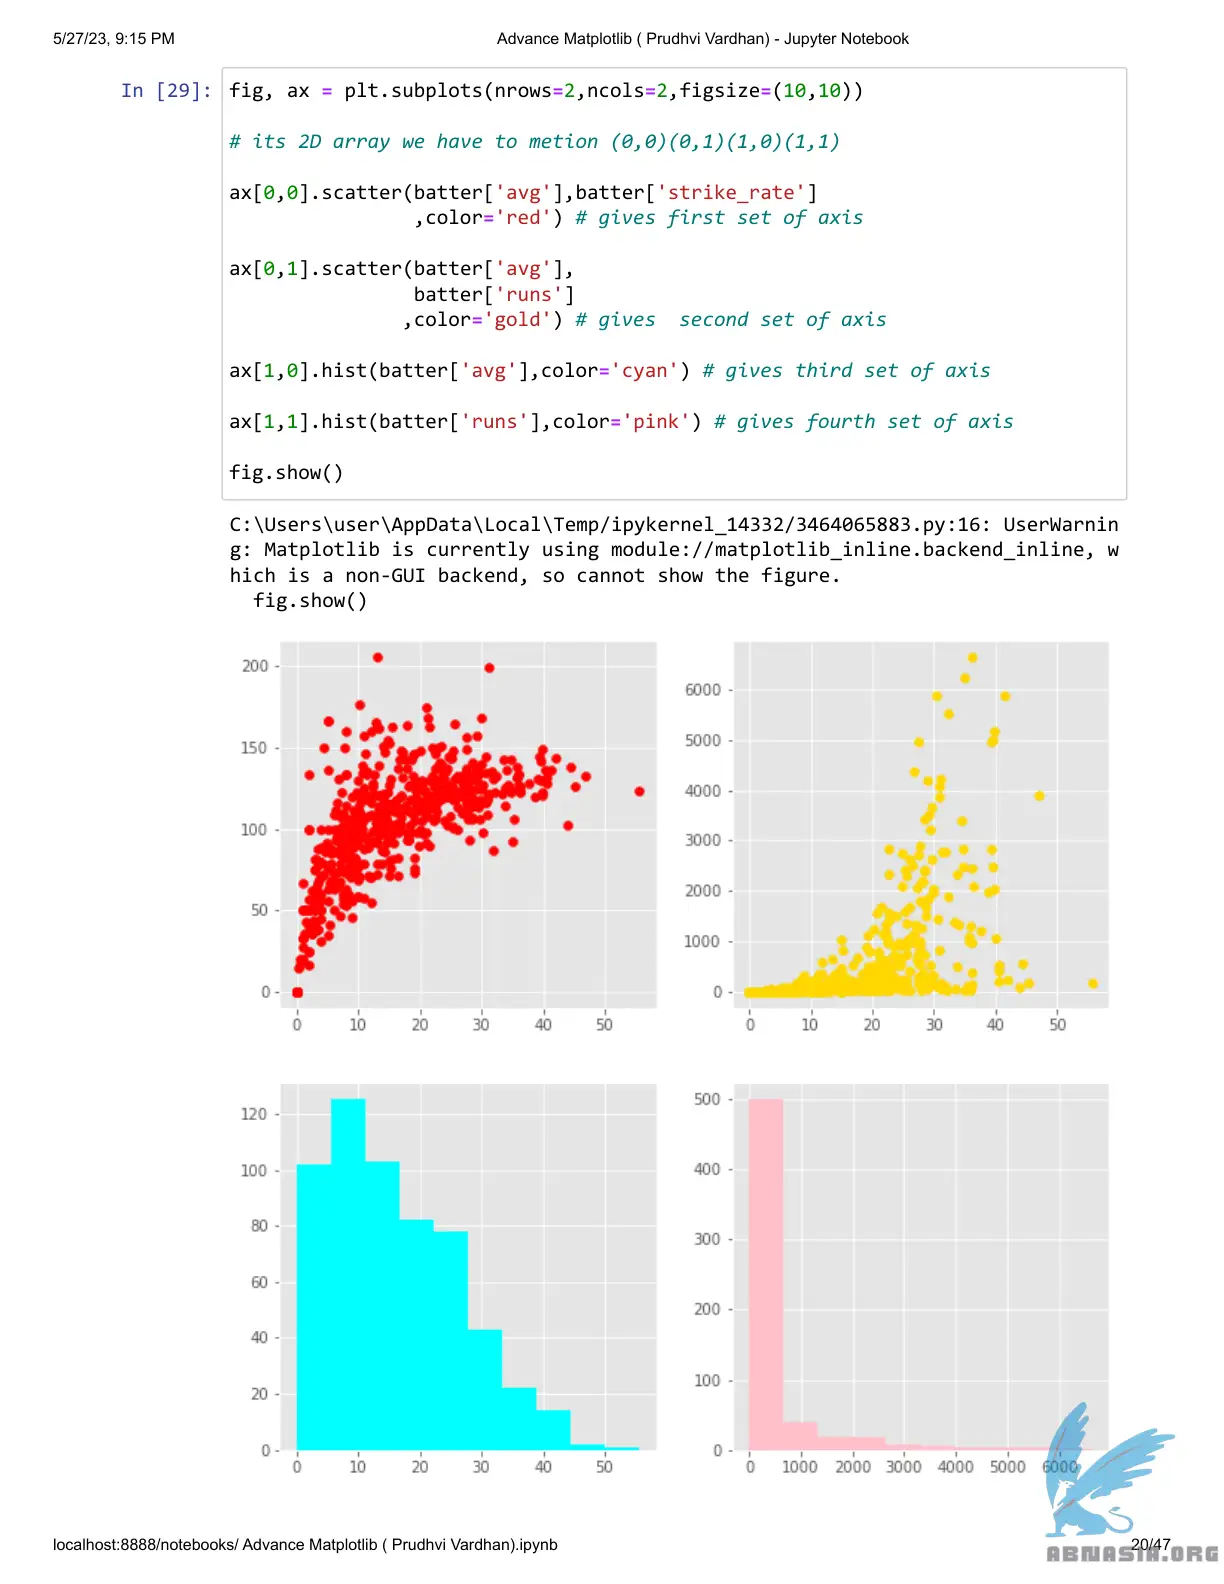 5/27/23, 9:15 PM
Advance Matplotlib ( Prudhvi Vardhan) - Jupyter Notebook
In [29]:
fig, ax = plt.subplots(nrows=2,ncols=2,figsize=(10,10))
# its 2D array we have to metion (0,0)(0,1)(1,0)(1,1)
ax[0,0].scatter(batter['avg'],batter['strike_rate']
,color='red') # gives first set of axis
ax[0,1].scatter(batter['avg'],
batter['runs']
,color='gold') # gives  second set of axis
ax[1,0].hist(batter['avg'],color='cyan') # gives third set of axis
ax[1,1].hist(batter['runs'],color='pink') # gives fourth set of axis
fig.show()
C:\Users\user\AppData\Local\Temp/ipykernel_14332/3464065883.py:16: UserWarnin
g: Matplotlib is currently using module://matplotlib_inline.backend_inline, w
hich is a non-GUI backend, so cannot show the figure.
fig.show()
200
150
100
50
0
0 10 20 30 40 50
6000
5000
4000
3000
2000
1000
0
0 10 20 30 40 50
120
100
80
60
40
20
0
0 10 20 30 40 50
500
400
300
200
100
0
0 1000 2000 3000 4000 5000 6000
localhost:8888/notebooks/ Advance Matplotlib ( Prudhvi Vardhan).ipynb
20/47
ABNASIA.ORG